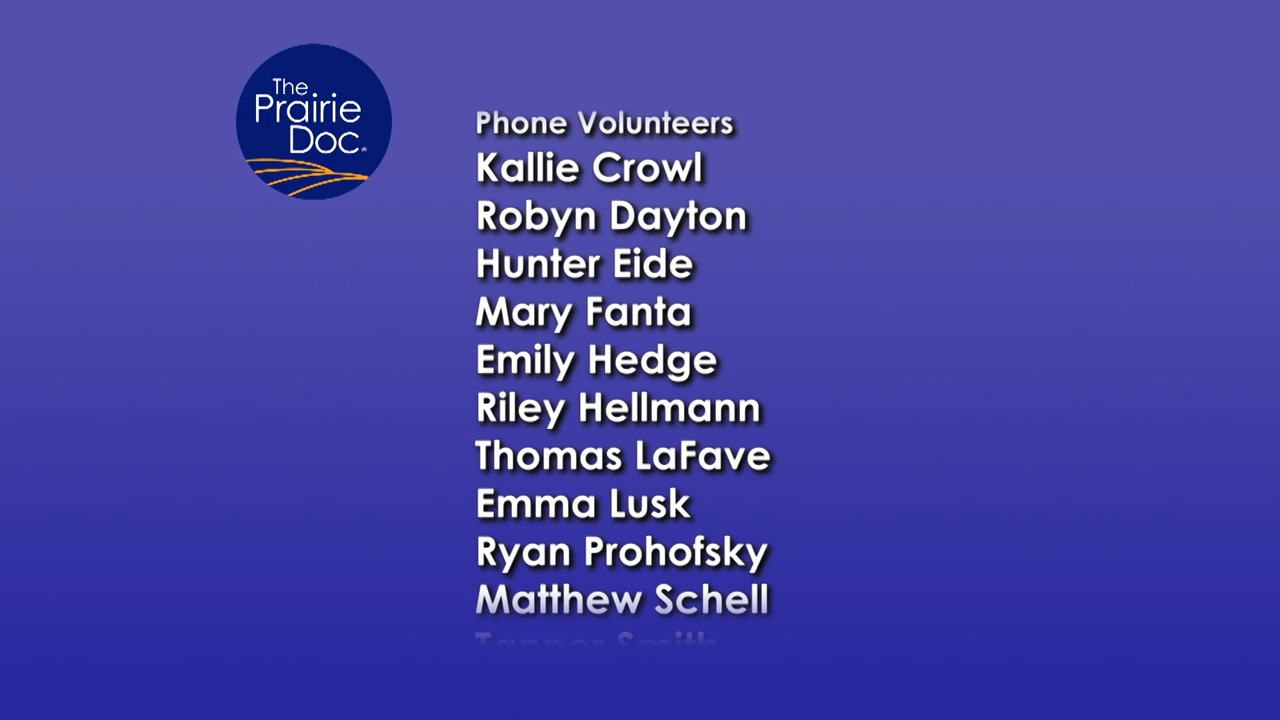 The
Prairie
Doc®
Phone Volunteers
Kallie Crowl
Robyn Dayton
Hunter Eide
Mary Fanta
Emily Hedge
Riley Hellmann
Thomas LaFave
Emma Lusk
Ryan Prohofsky
Matthew Schell
Smith